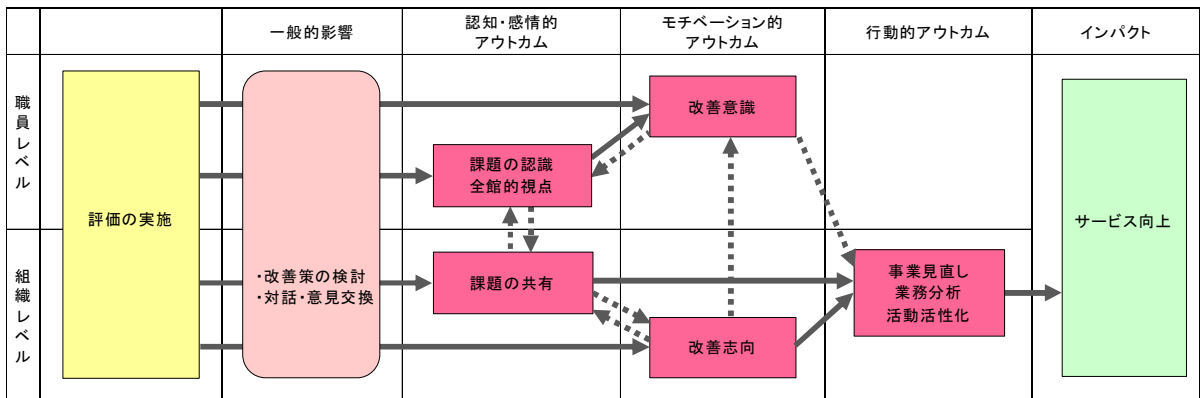 一般的影響
認知・感情的
アウトカム
モチベーション的
アウトカム
行動的アウトカム
インパクト
職員レベル
組織レベル
評価の実施
・改善策の検討
・対話・意見交換
課題の認識
全館的視点
課題の共有
改善意識
改善志向
事業見直し
業務分析
活動活性化
サービス向上